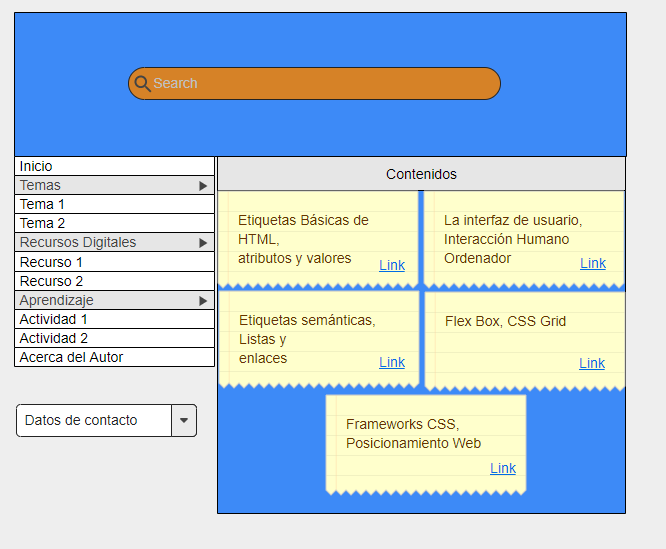 Search
Inicio
Temas
Tema 1
Tema 2
Recursos Digitales
Recurso 1
Recurso 2
Aprendizaje
Actividad 1
Actividad 2
Acerca del Autor
Datos de contacto
Contenidos
Etiquetas Básicas de
HTML,
atributos y valores
Link
La interfaz de usuario,
Interacción Humano
Ordenador
Link
Etiquetas semánticas,
Listas y
enlaces
Link
Flex Box, CSS Grid
Link
Frameworks CSS,
Posicionamiento Web
Link